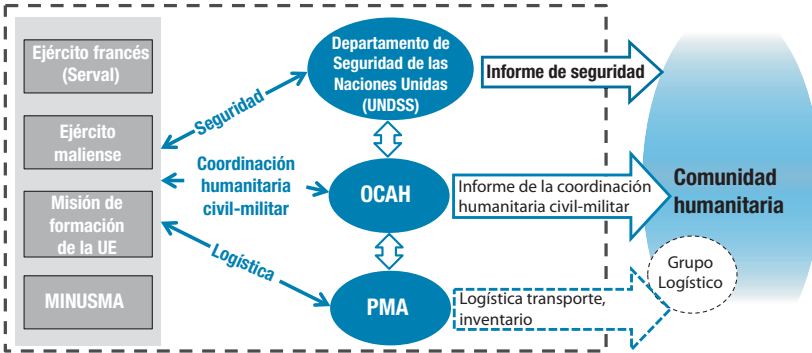 Ejército francés
(Serval)
Ejército
maliense
Misión de
formación
de la UE
MINUSMA
Seguridad
Coordinación
humanitaria
civil-militar
Logística
Departamento de
Seguridad de las
Naciones Unidas
(UNDSS)
OCAH
PMA
Informe de seguridad
Informe de la coordinación
humanitaria civil-militar
Logística transporte,
inventario
Comunidad
humanitaria
Grupo
Logístico